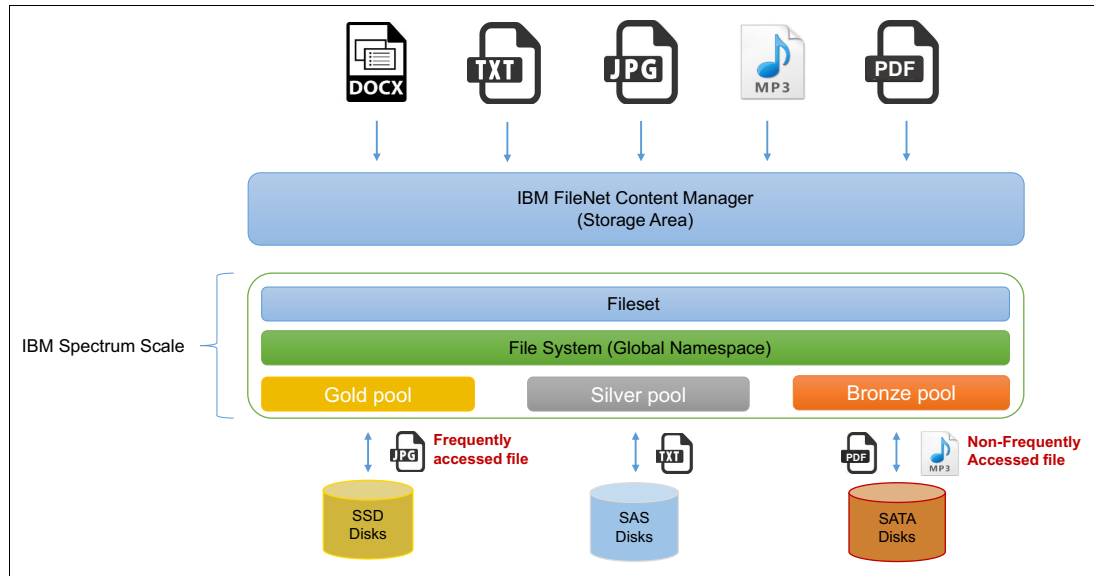 DOCX
TXT
JPG
MP3
PDF
IBM FileNet Content Manager
(Storage Area)
IBM Spectrum Scale
Fileset
File System (Global Namespace)
Gold pool
Silver pool
Bronze pool
JPG
Frequently
accessed file
TXT
PDF
MP3
Non-Frequently
Accessed file
SSD
Disks
SAS
Disks
SATA
Disks